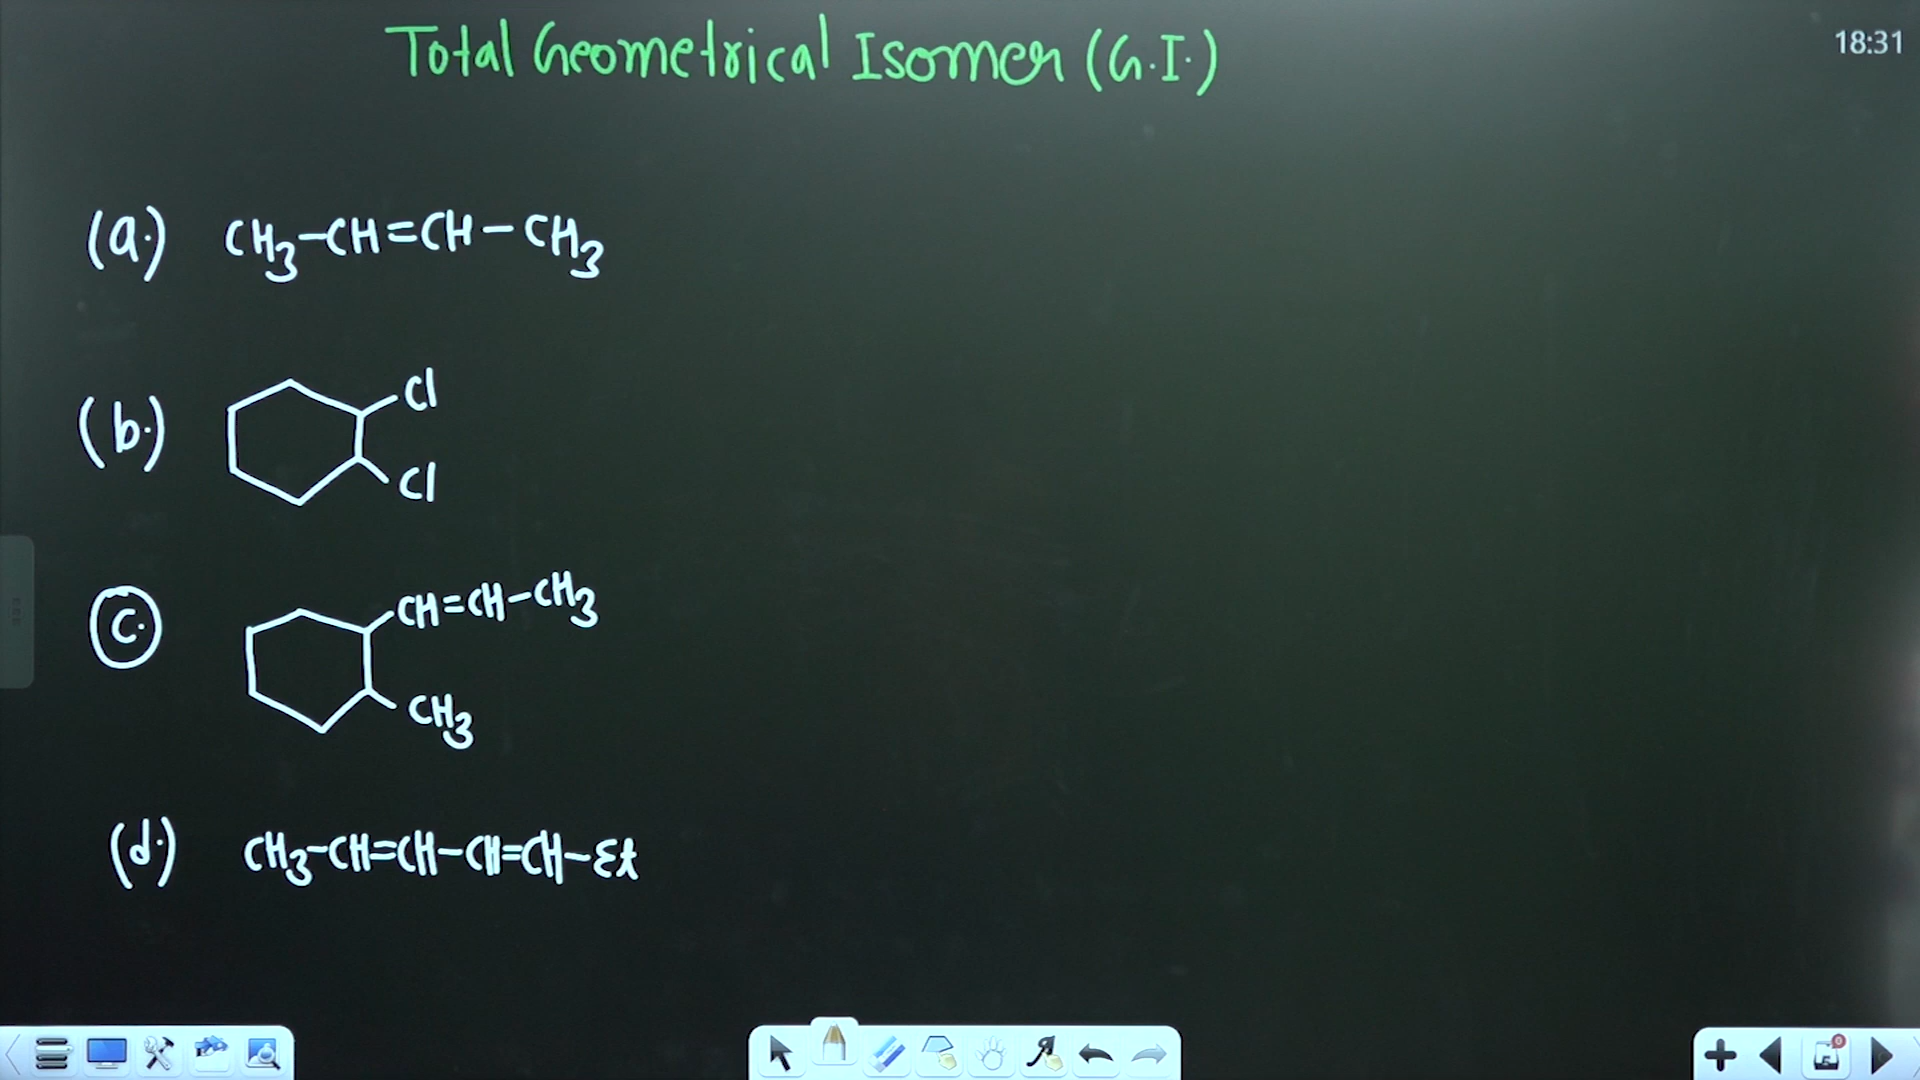 Total Geometrical Isomer (G.I.)
18:31
(a.) CH3-CH=CH-CH3
(b.)
Cl
Cl
C.
CH=CH-CH3
CH3
(d.) CH3-CH=CH-CH=CH-Et